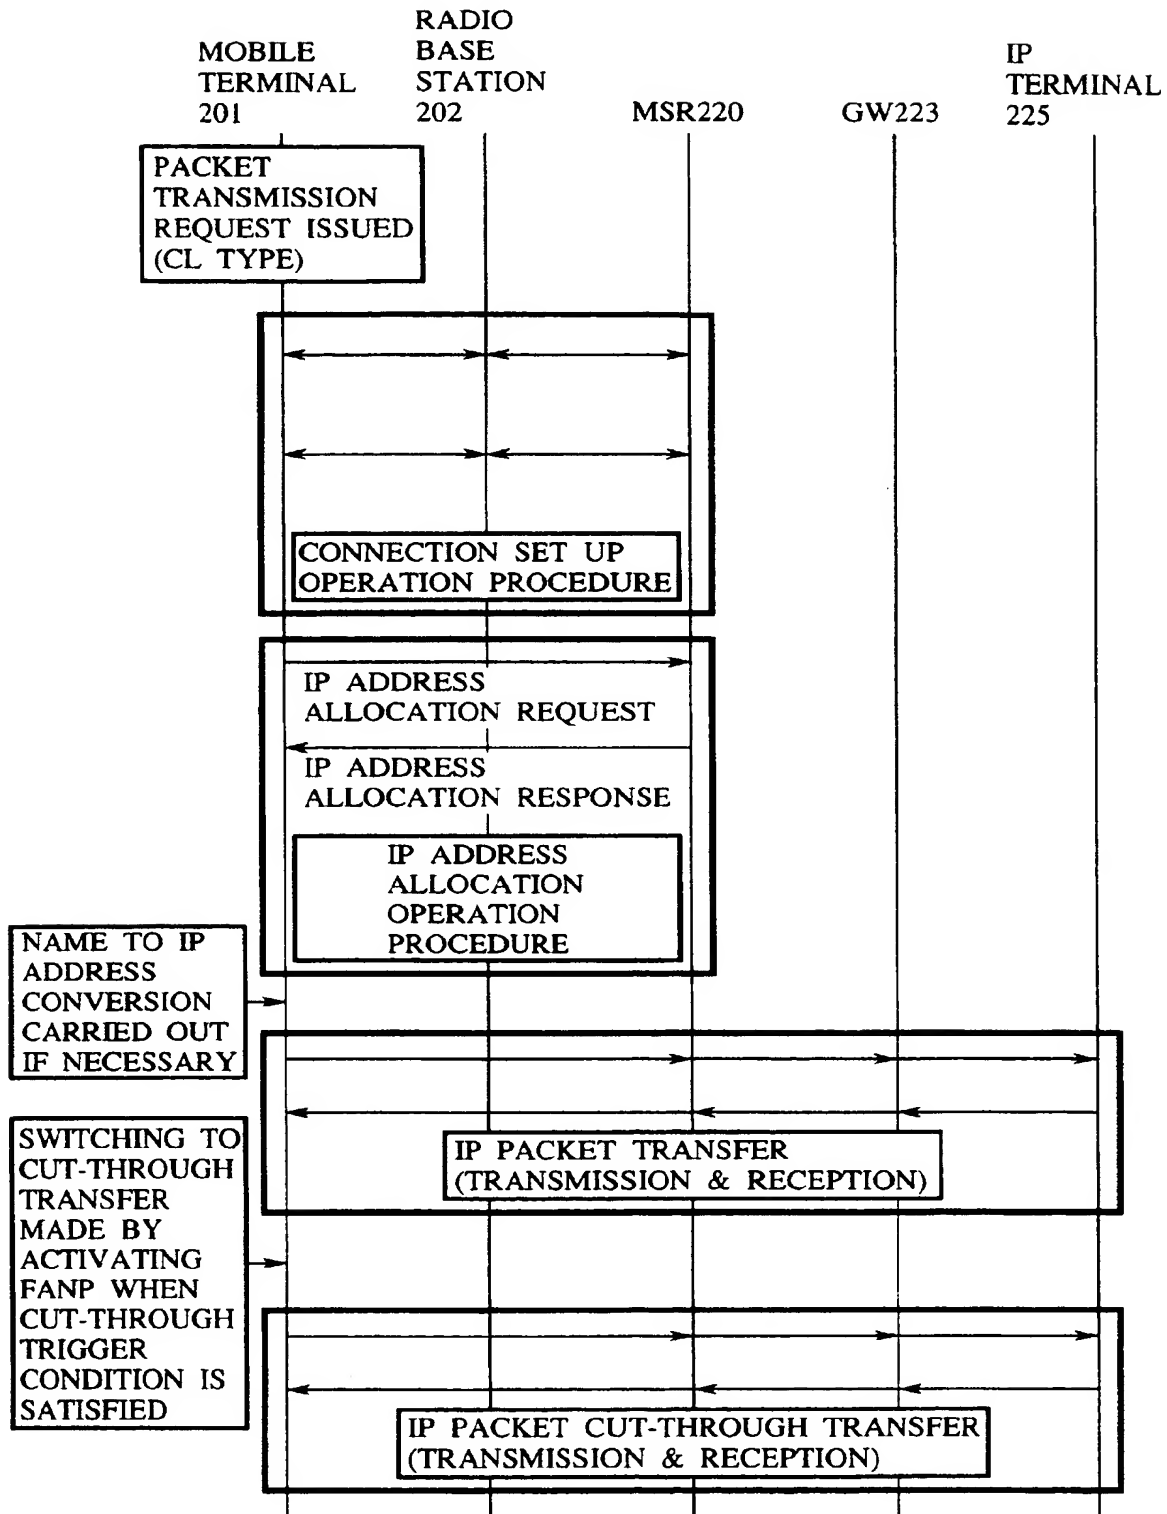 MOBILE
TERMINAL
201
RADIO
BASE
STATION
202
MSR220
GW223
IP
TERMINAL
225
PACKET
TRANSMISSION
REQUEST ISSUED
(CL TYPE)
CONNECTION SET UP
OPERATION PROCEDURE
IP ADDRESS
ALLOCATION REQUEST
IP ADDRESS
ALLOCATION RESPONSE
IP ADDRESS
ALLOCATION
OPERATION
PROCEDURE
NAME TO IP
ADDRESS
CONVERSION
CARRIED OUT
IF NECESSARY
IP PACKET TRANSFER
(TRANSMISSION & RECEPTION)
SWITCHING TO
CUT-THROUGH
TRANSFER
MADE BY
ACTIVATING
FANP WHEN
CUT-THROUGH
TRIGGER
CONDITION IS
SATISFIED
IP PACKET CUT-THROUGH TRANSFER
(TRANSMISSION & RECEPTION)